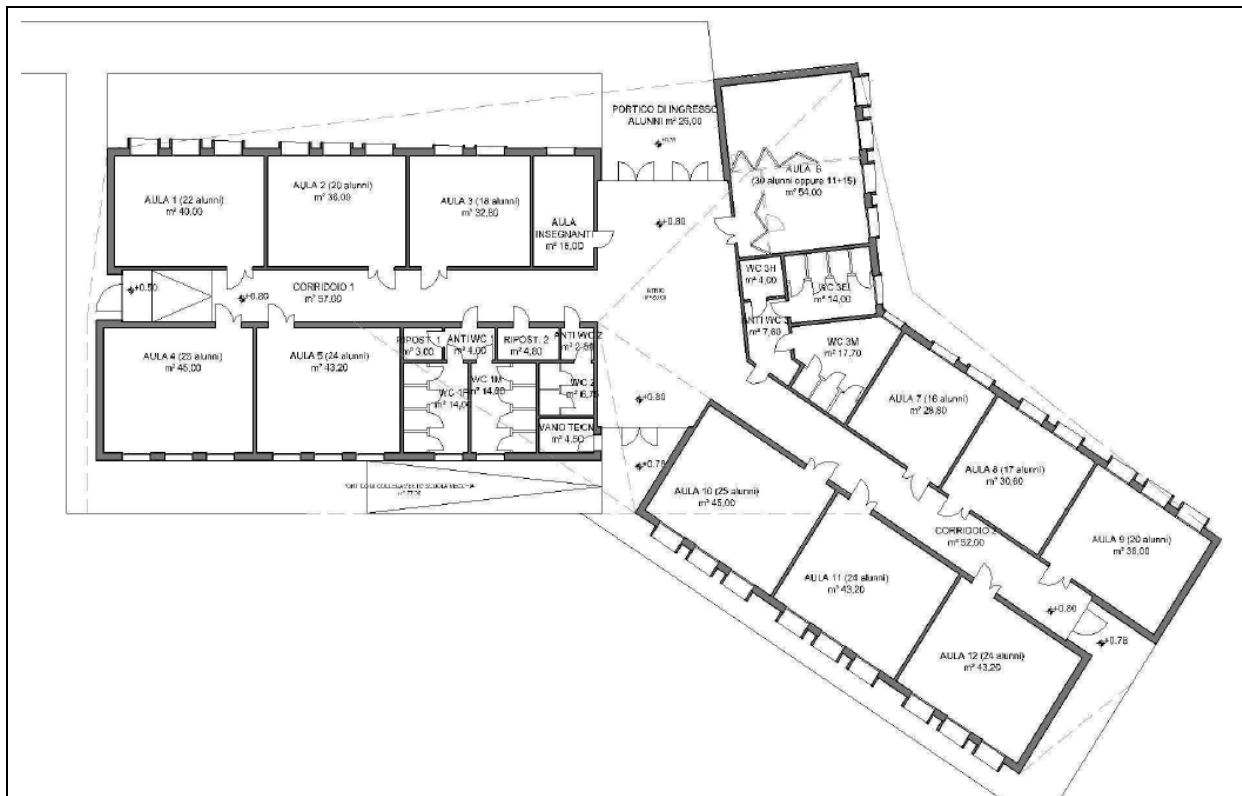 PORTICO DI INGRESSO
ALUNNI m² 26,00
AULA 6
(30 alunni oppure 11+15)
m² 54,00
AULA 1 (22 alunni)
m² 40,00
AULA 2 (20 alunni)
m² 36,00
AULA 3 (18 alunni)
m² 32,80
AULA
INSEGNANTI
m² 18,00
+0.80
WC 3H
m² 4,00
WC 3F
m² 14,00
+0.50
+0.80
CORRIDOIO 1
m² 57,00
ATRIO
ANTI WC 3
m² 7,60
WC 3M
m² 17,70
AULA 4 (25 alunni)
m² 45,00
AULA 5 (24 alunni)
m² 43,20
RIPOST. 1
m² 3,00
ANTI WC 1
m² 4,00
RIPOST. 2
m² 4,80
ANTI WC 2
WC 1F
m² 14,00
WC 1M
WC 2
m² 6,75
VANO TECN.
m² 4,50
+0.80
+0.78
AULA 7 (16 alunni)
m² 28,80
AULA 8 (17 alunni)
m² 30,60
AULA 9 (20 alunni)
m² 36,00
AULA 10 (25 alunni)
m² 45,00
CORRIDOIO 2
m² 52,00
AULA 11 (24 alunni)
m² 43,20
+0.80
+0.78
AULA 12 (24 alunni)
m² 43,20